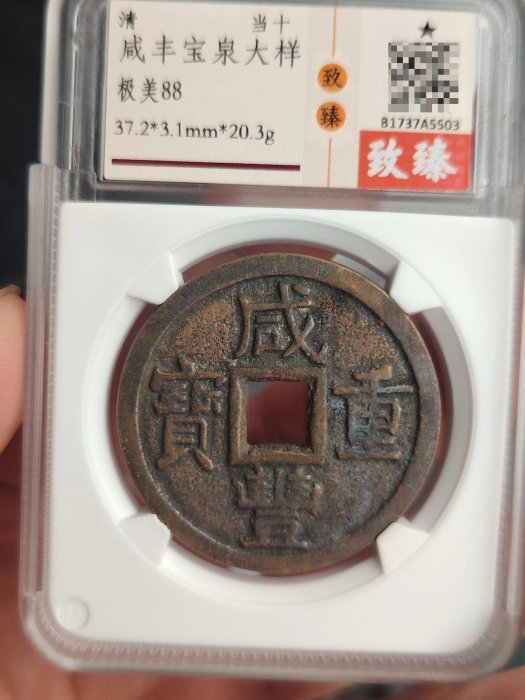 清 当十
咸丰宝泉大样
极美88
37.2*3.1mm*20.3g
致
臻
B1737A5503
致臻
咸
寶 重
豐